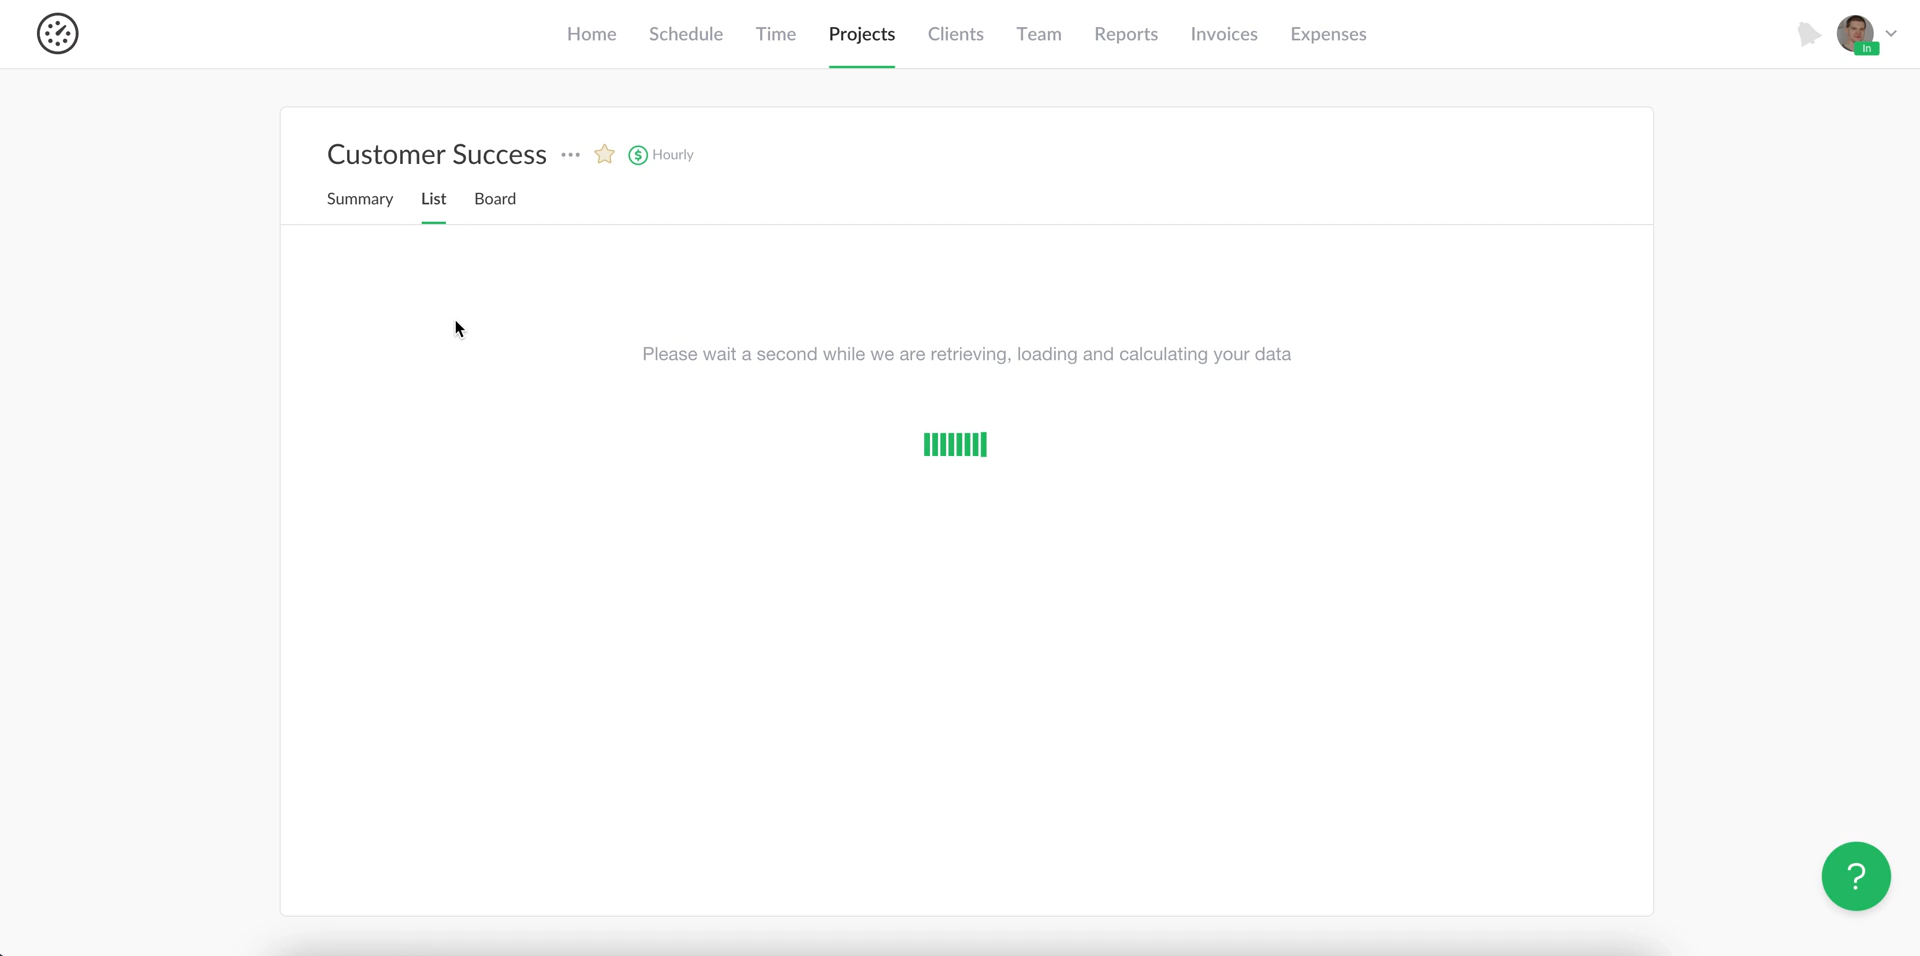 Home Schedule Time Projects Clients Team Reports Invoices Expenses
In
Customer Success ... $ Hourly
Summary List Board
Please wait a second while we are retrieving, loading and calculating your data
?